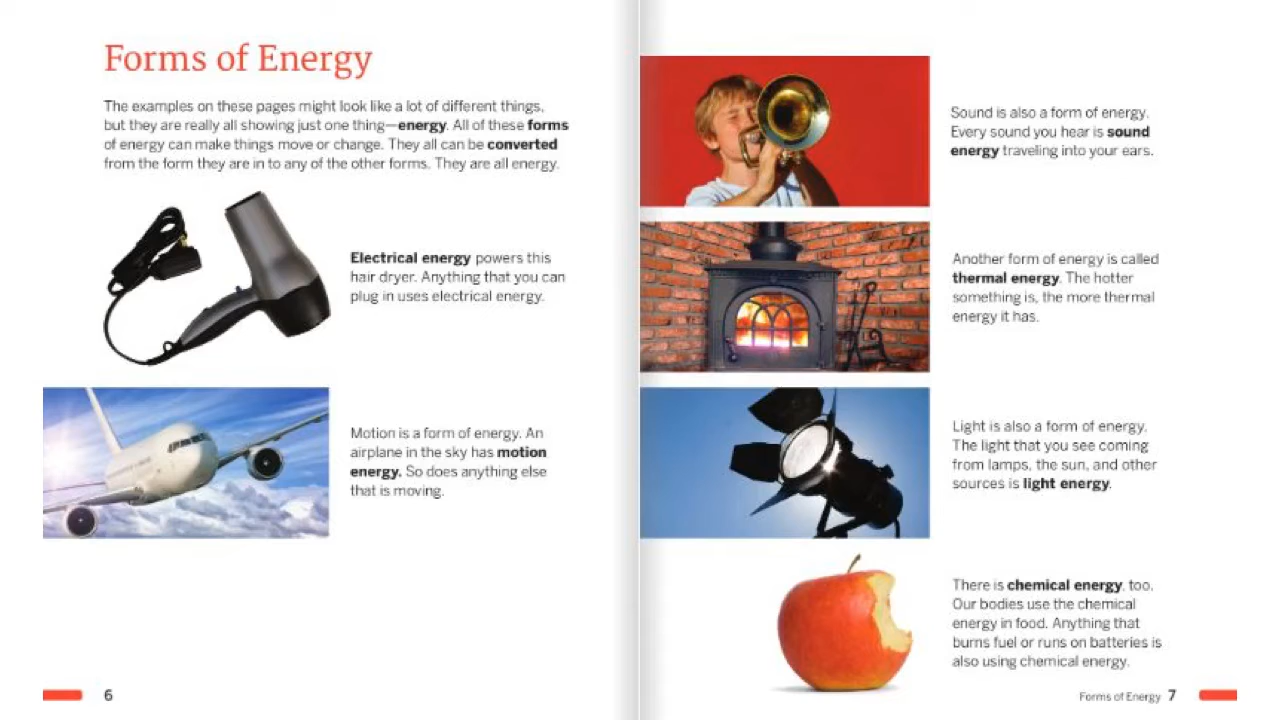 Forms of Energy
The examples on these pages might look like a lot of different things,
but they are really all showing just one thing—energy. All of these forms
of energy can make things move or change. They all can be converted
from the form they are in to any of the other forms. They are all energy.
Electrical energy powers this
hair dryer. Anything that you can
plug in uses electrical energy.
Motion is a form of energy. An
airplane in the sky has motion
energy. So does anything else
that is moving.
6
Sound is also a form of energy.
Every sound you hear is sound
energy traveling into your ears.
Another form of energy is called
thermal energy. The hotter
something is, the more thermal
energy it has.
Light is also a form of energy.
The light that you see coming
from lamps, the sun, and other
sources is light energy.
There is chemical energy, too.
Our bodies use the chemical
energy in food. Anything that
burns fuel or runs on batteries is
also using chemical energy.
Forms of Energy 7